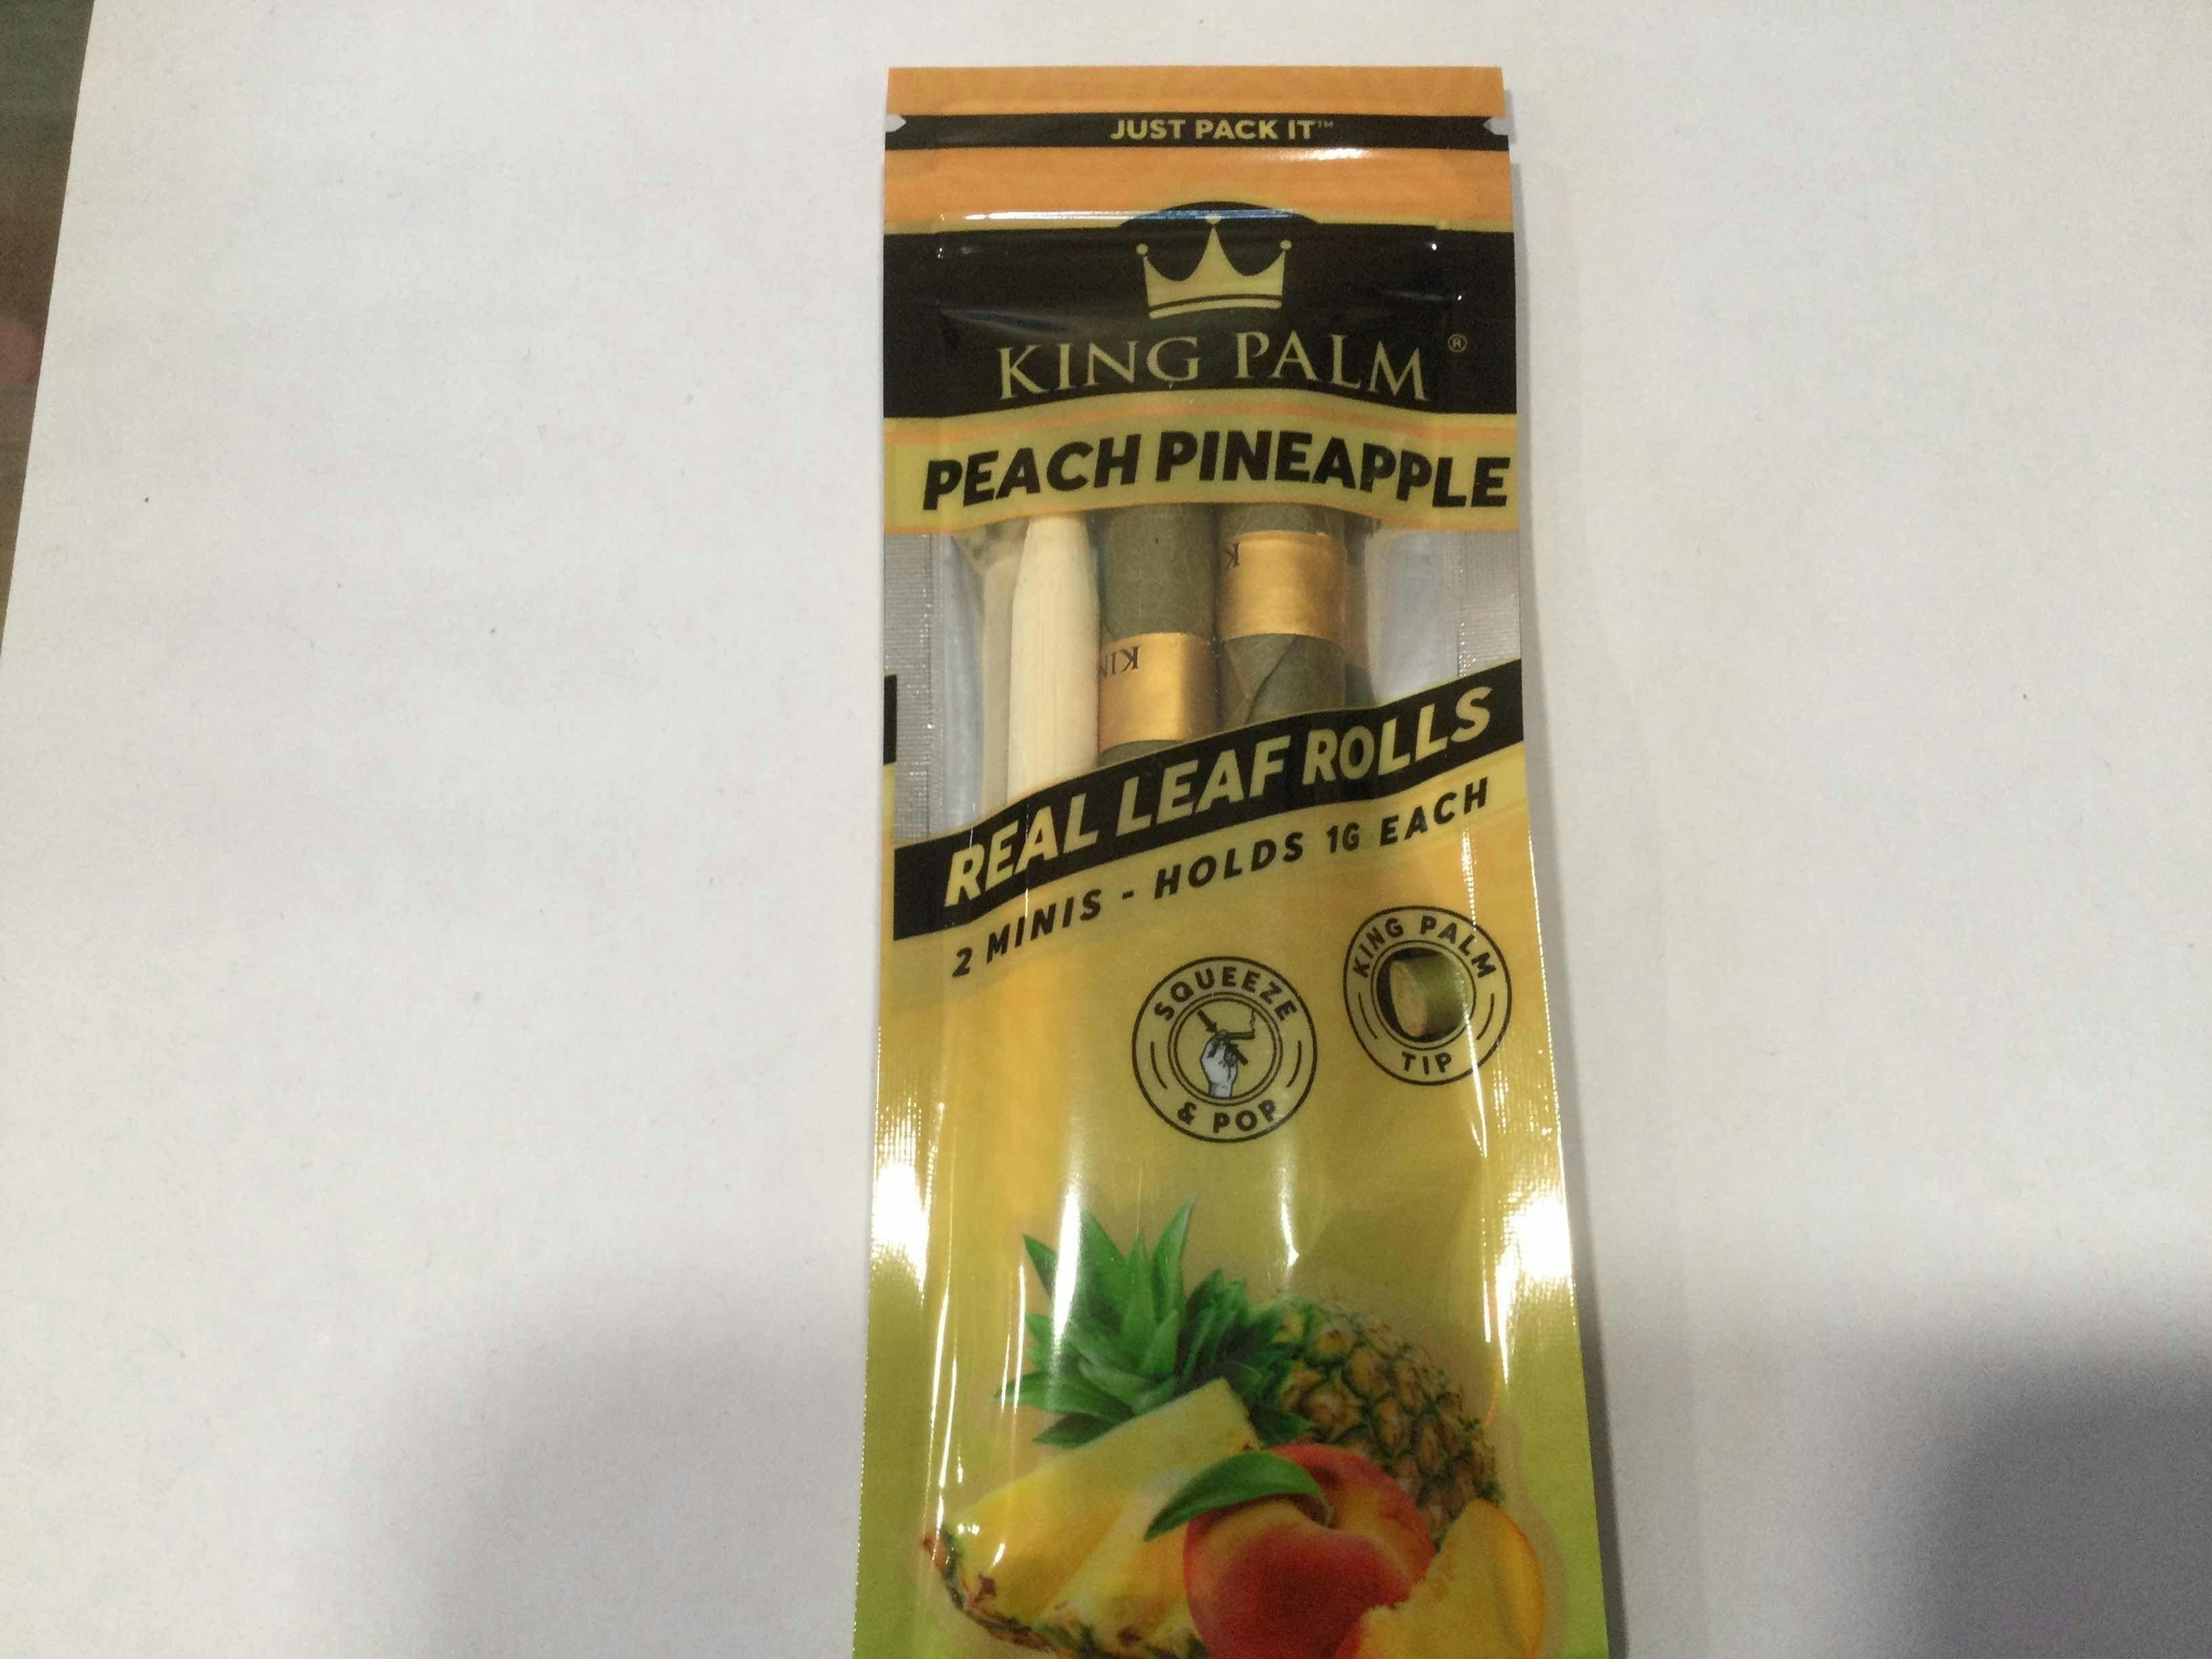 JUST PACK IT™
KING PALM®
PEACH PINEAPPLE
K
KIN
REAL LEAF ROLLS
2 MINIS - HOLDS 1G EACH
KING PALM
TIP
SQUEEZE
& POP